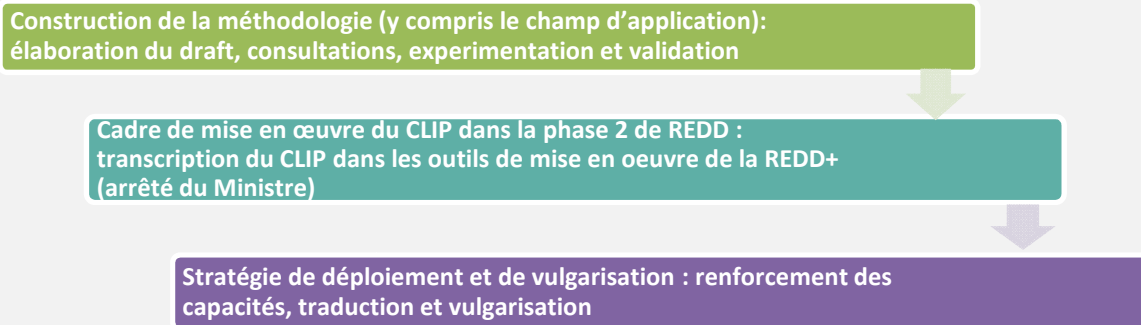 Construction de la méthodologie (y compris le champ d’application):
élaboration du draft, consultations, experimentation et validation
Cadre de mise en œuvre du CLIP dans la phase 2 de REDD :
transcription du CLIP dans les outils de mise en oeuvre de la REDD+
(arrêté du Ministre)
Stratégie de déploiement et de vulgarisation : renforcement des
capacités, traduction et vulgarisation